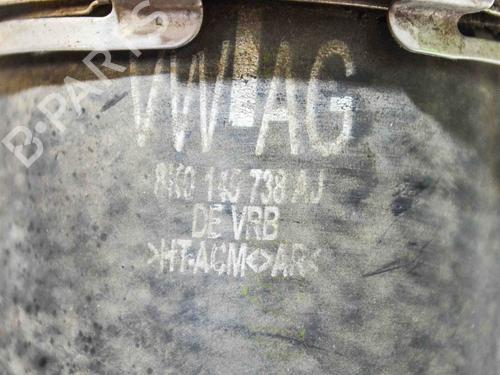 B-PARTS
VW AG
8K0 145 738 AJ
DE VRB
>HT-ACM<>AR<